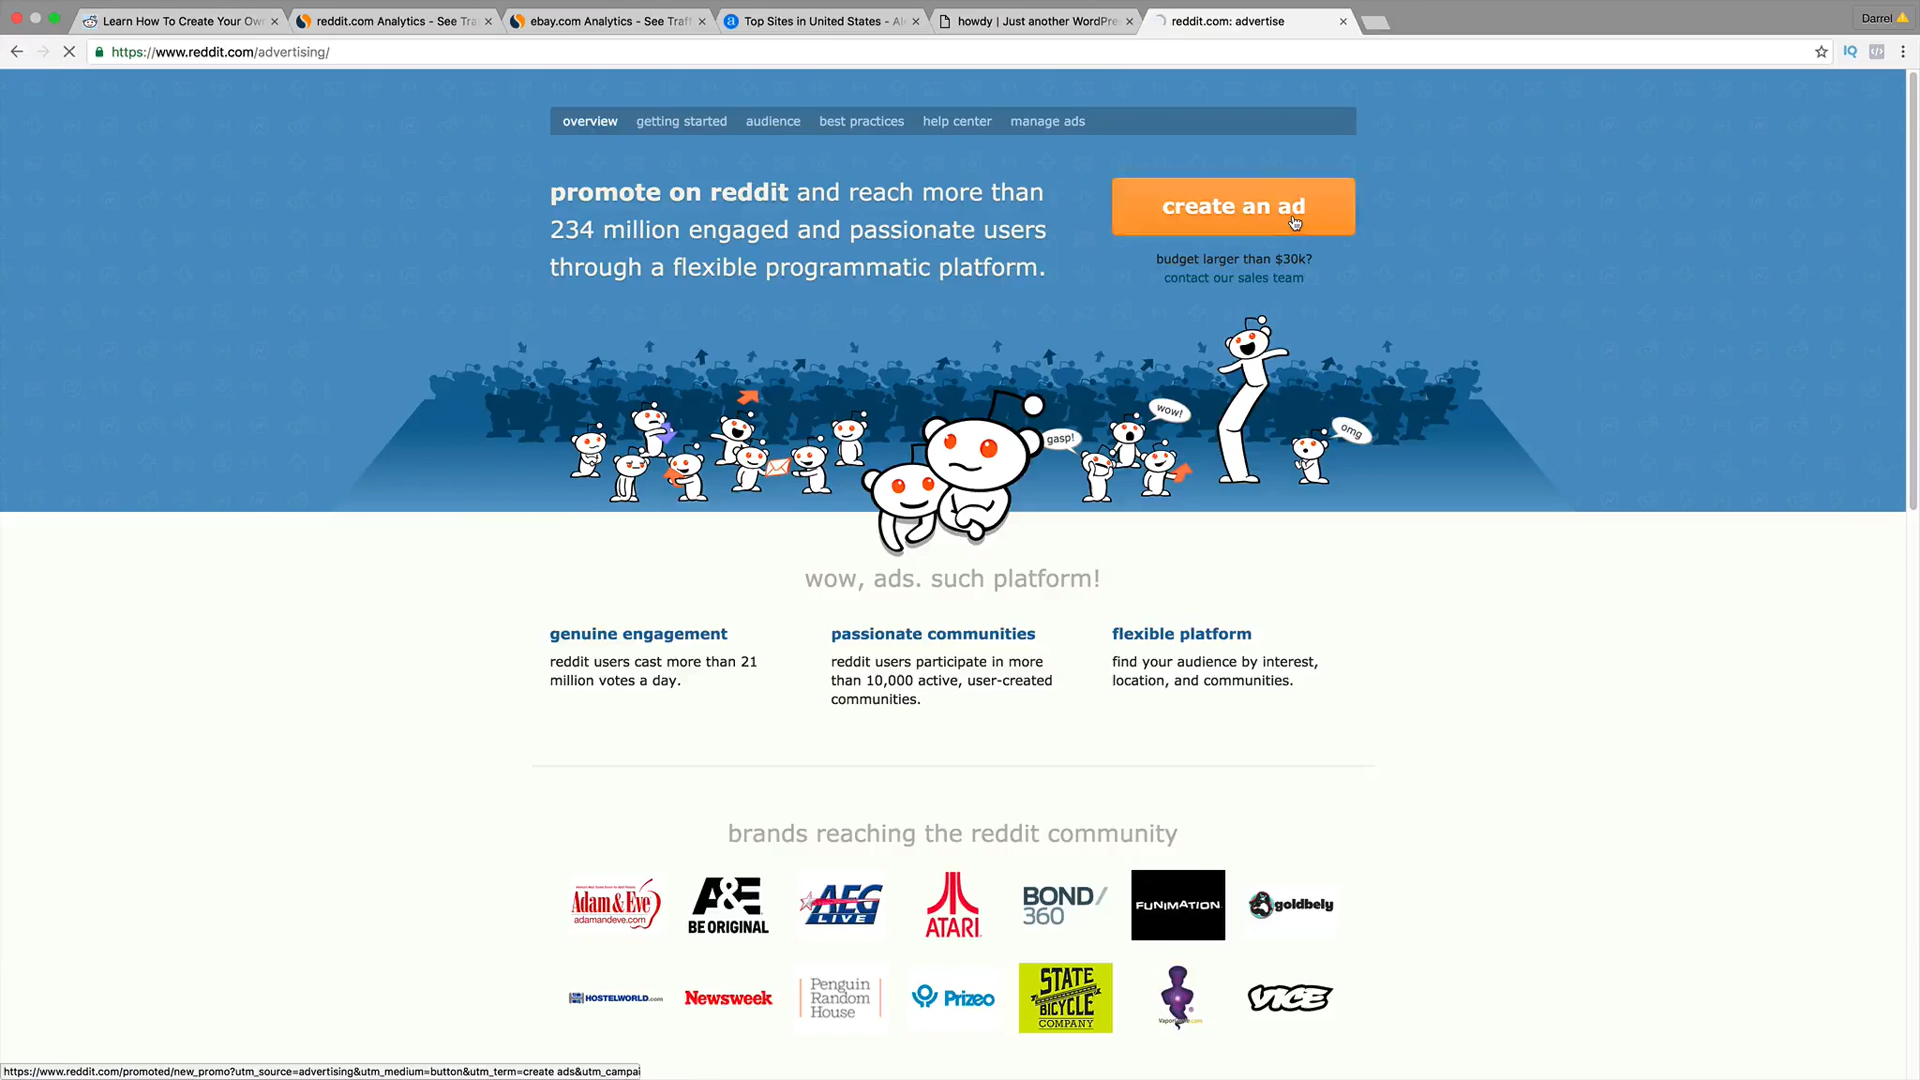 Learn How To Create Your Own
reddit.com Analytics - See Tra
ebay.com Analytics - See Traf
Top Sites in United States - Al
howdy | Just another WordPre
reddit.com: advertise
Darrel
https://www.reddit.com/advertising/
IQ
overview
getting started
audience
best practices
help center
manage ads
promote on reddit and reach more than
234 million engaged and passionate users
through a flexible programmatic platform.
create an ad
budget larger than $30k?
contact our sales team
wow!
gasp!
omg
wow, ads. such platform!
genuine engagement
reddit users cast more than 21
million votes a day.
passionate communities
reddit users participate in more
than 10,000 active, user-created
communities.
flexible platform
find your audience by interest,
location, and communities.
brands reaching the reddit community
Adam & Eve
adamandeve.com
A&E
BE ORIGINAL
AEG
LIVE
ATARI
BOND/
360
FUNIMATION
goldbely
HOSTELWORLD.com
Newsweek
Penguin
Random
House
Prizeo
STATE
BICYCLE
COMPANY
VICE
https://www.reddit.com/promoted/new_promo?utm_source=advertising&utm_medium=button&utm_term=create ads&utm_campai